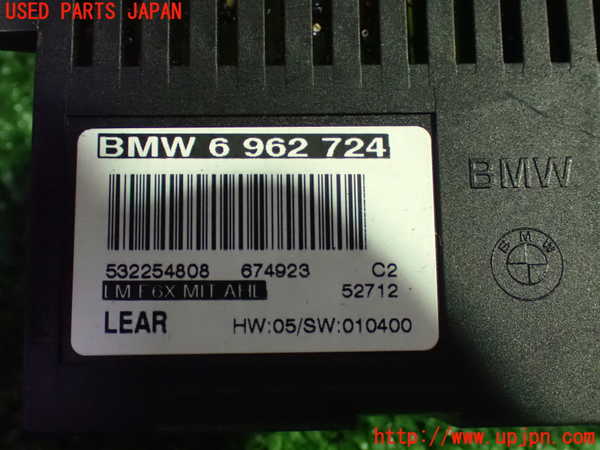 USED PARTS JAPAN
BMW 6 962 724
BMW
532254808 674923 C2
LM E6X MIT AHL 52712
LEAR HW:05/SW:010400
BMW
UPJ http://www.upjpn.com/